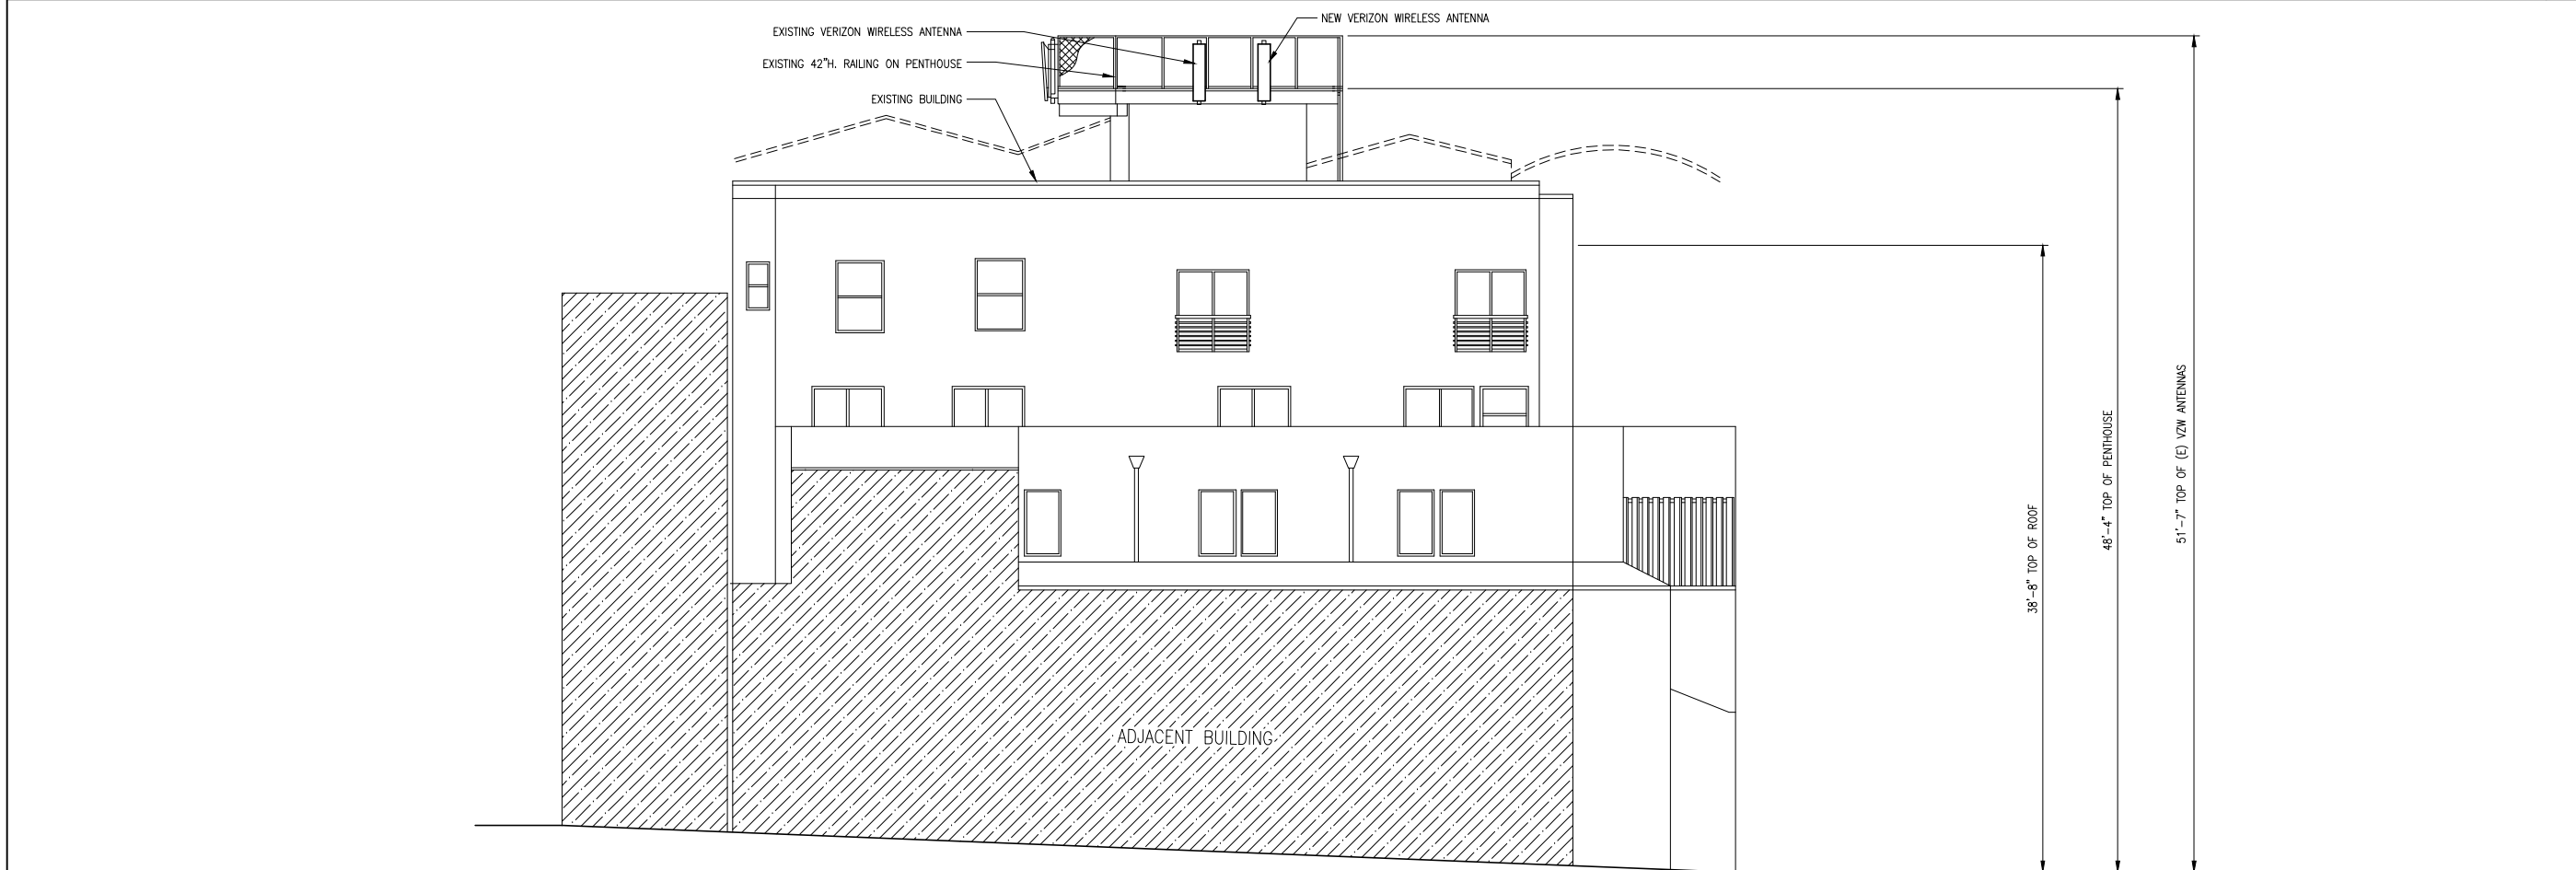 NEW VERIZON WIRELESS ANTENNA
EXISTING VERIZON WIRELESS ANTENNA
EXISTING 42"H. RAILING ON PENTHOUSE
EXISTING BUILDING
51'-7" TOP OF (E) VZW ANTENNAS
48'-4" TOP OF PENTHOUSE
38'-8" TOP OF ROOF
ADJACENT BUILDING